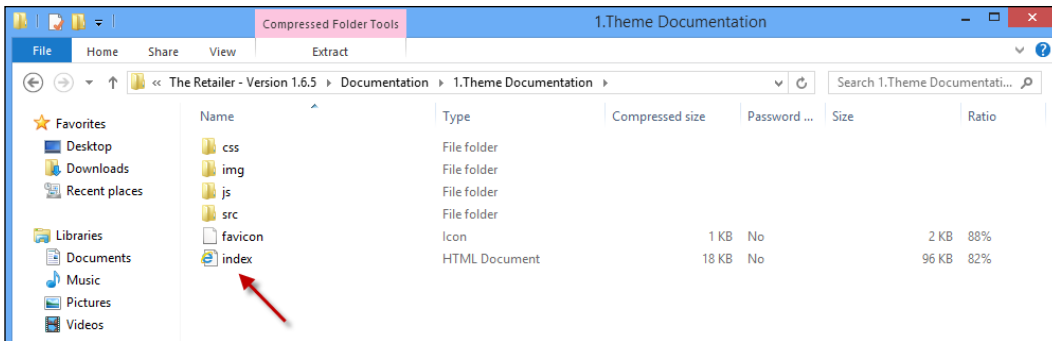 Compressed Folder Tools 1.Theme Documentation
File Home Share View Extract
« The Retailer - Version 1.6.5 Documentation 1.Theme Documentation Search 1.Theme Documentati...
Name Type Compressed size Password ... Size Ratio
Favorites
Desktop css File folder
Downloads img File folder
Recent places js File folder
src File folder
Libraries favicon Icon 1 KB No 2 KB 88%
Documents index HTML Document 18 KB No 96 KB 82%
Music
Pictures
Videos